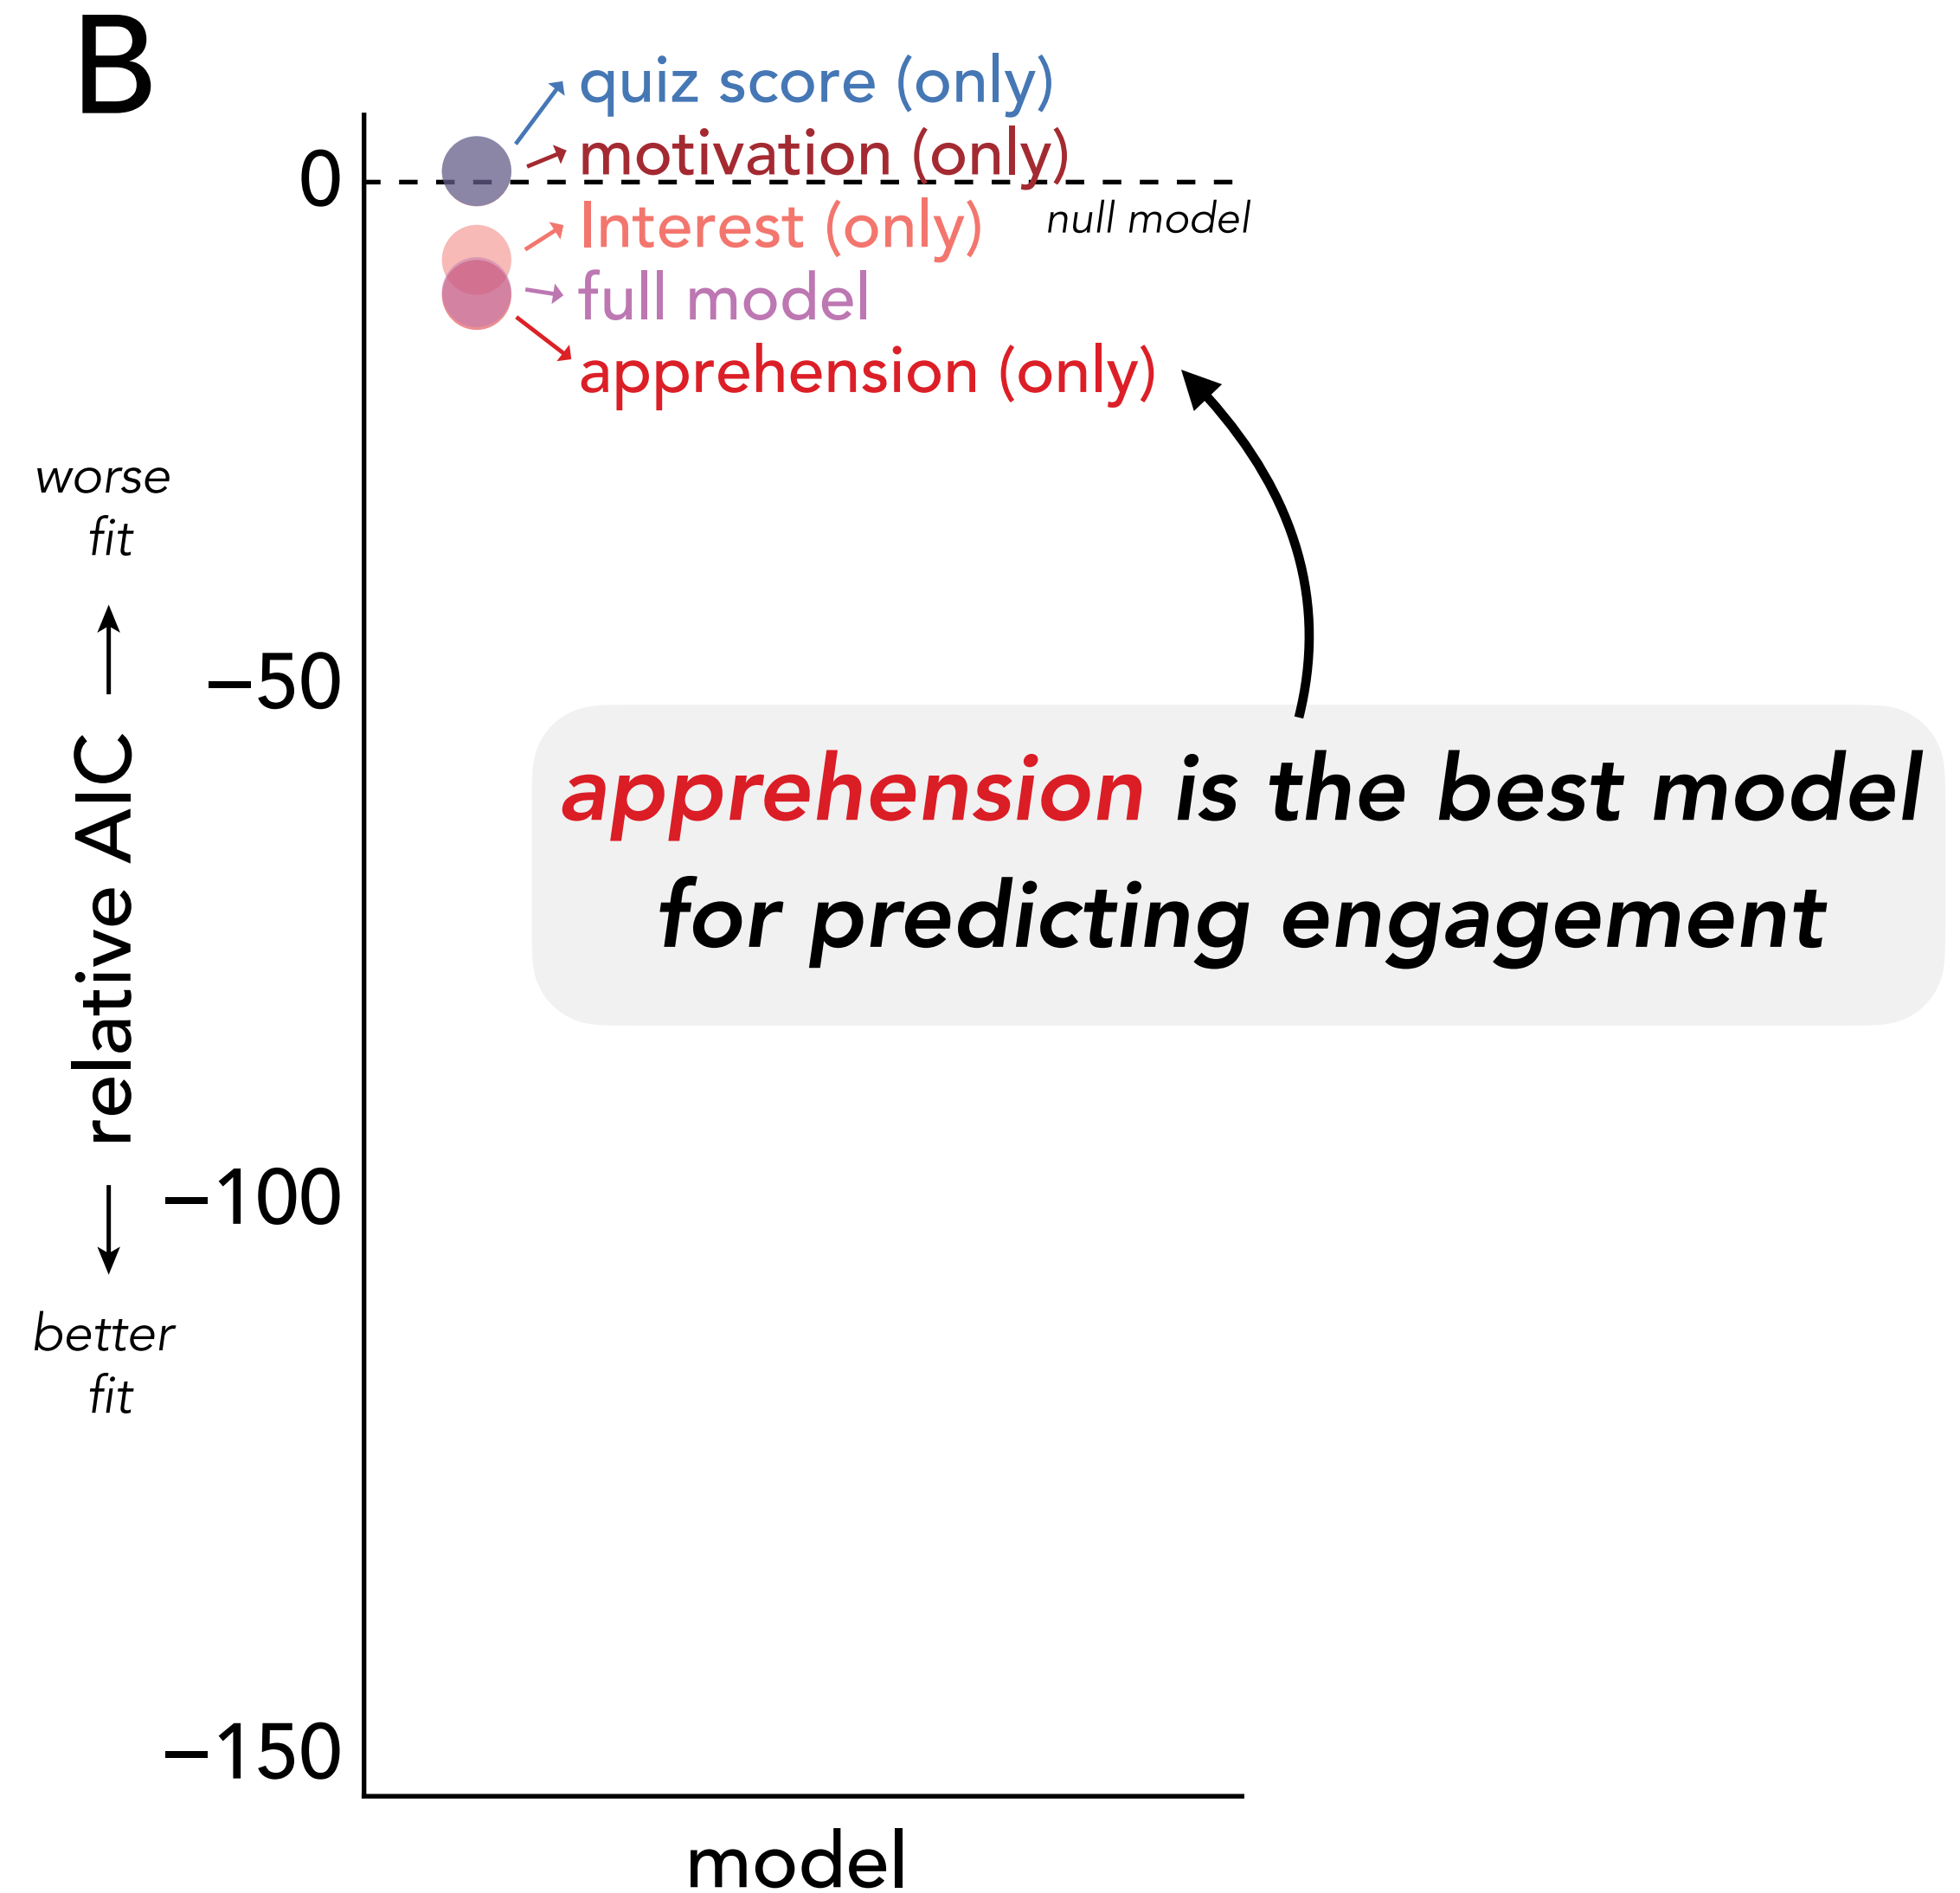 B
quiz score (only)
motivation (only)
0
Interest (only)
null model
full model
apprehension (only)
worse
fit
−50
relative AIC
apprehension is the best model
for predicting engagement
−100
better
fit
−150
model